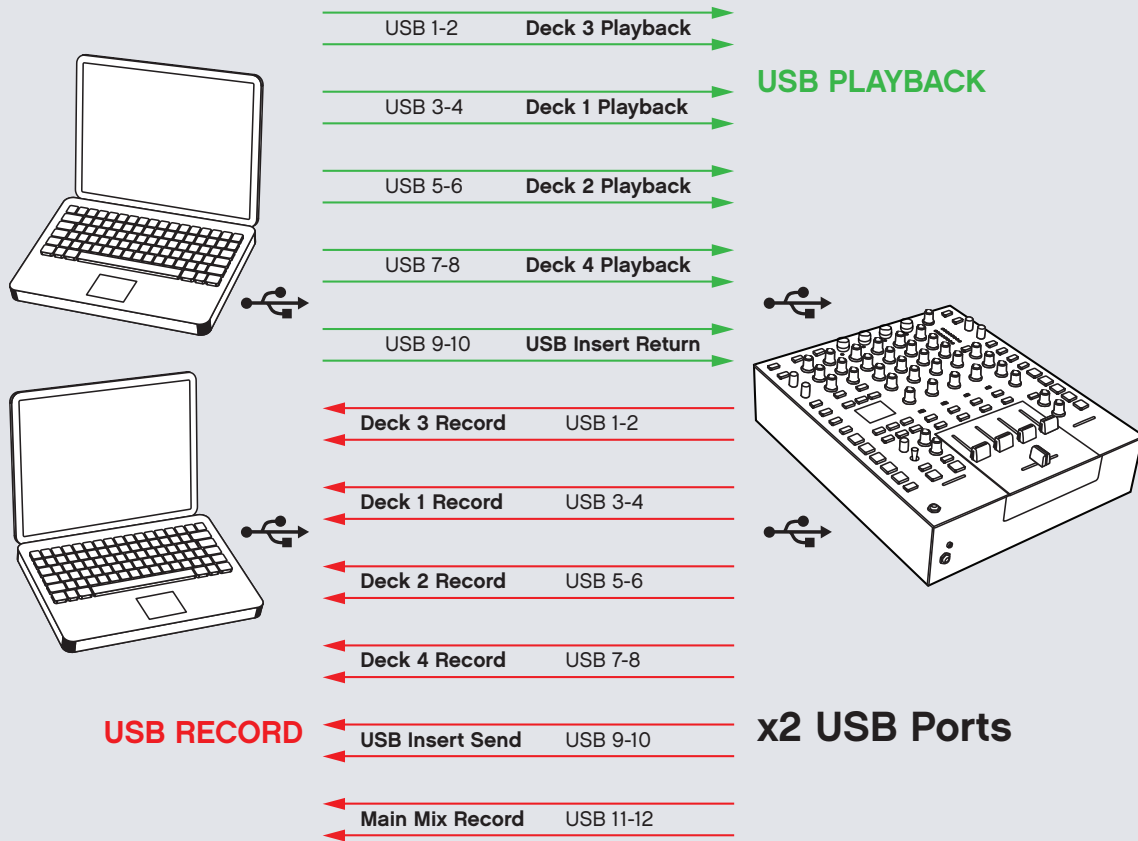 USB 1-2 Deck 3 Playback
USB PLAYBACK
USB 3-4 Deck 1 Playback
USB 5-6 Deck 2 Playback
USB 7-8 Deck 4 Playback
USB 9-10 USB Insert Return
Deck 3 Record USB 1-2
Deck 1 Record USB 3-4
Deck 2 Record USB 5-6
Deck 4 Record USB 7-8
USB RECORD
USB Insert Send USB 9-10
x2 USB Ports
Main Mix Record USB 11-12